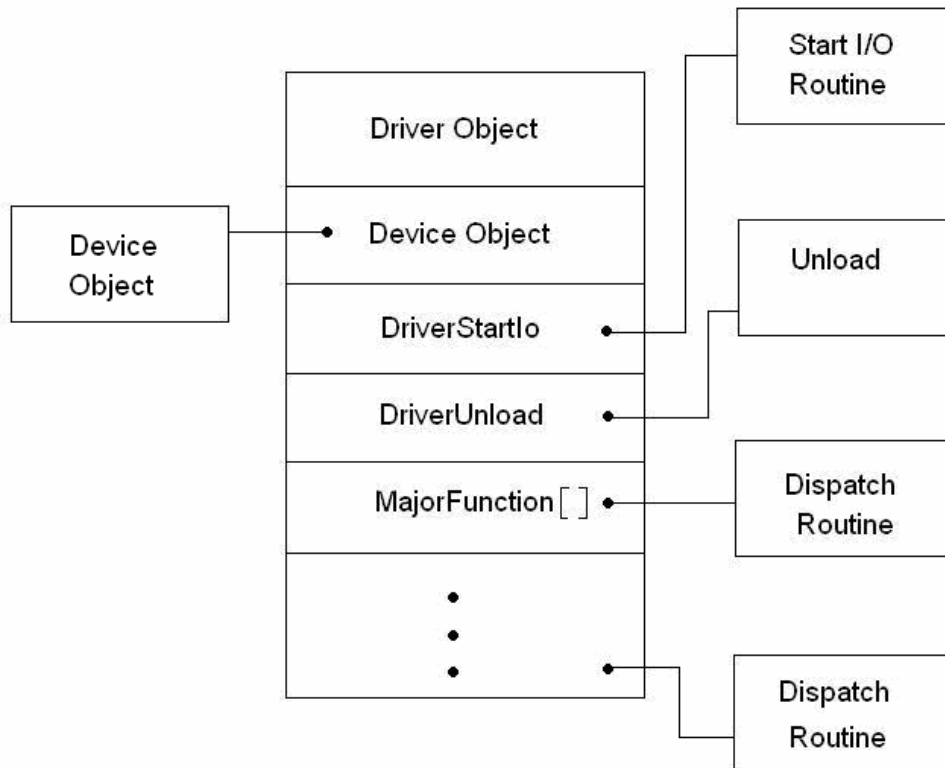 Start I/O
Routine
Driver Object
Device Object
Device
Object
Unload
DriverStartIo
DriverUnload
MajorFunction[ ]
Dispatch
Routine
Dispatch
Routine